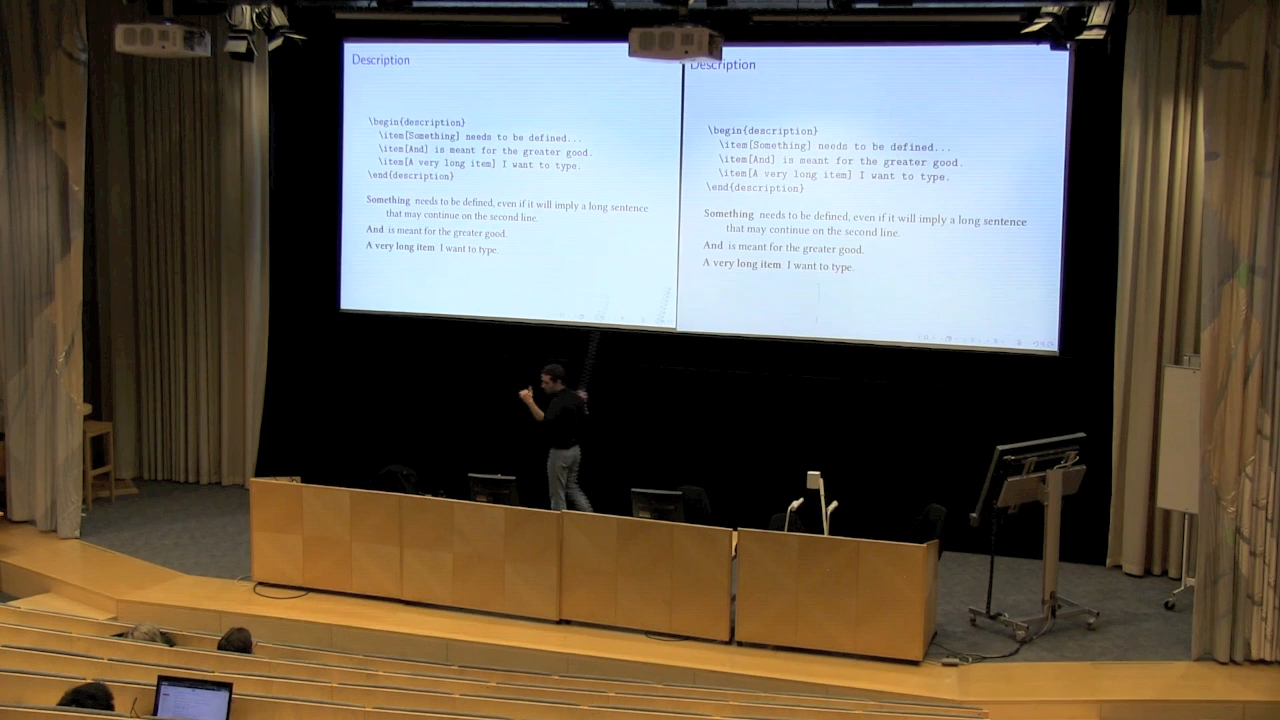 Description
\begin{description}
\item[Something] needs to be defined...
\item[And] is meant for the greater good.
\item[A very long item] I want to type.
\end{description}
Something needs to be defined, even if it will imply a long sentence
that may continue on the second line.
And is meant for the greater good.
A very long item I want to type.
Description
\begin{description}
\item[Something] needs to be defined...
\item[And] is meant for the greater good.
\item[A very long item] I want to type.
\end{description}
Something needs to be defined, even if it will imply a long sentence
that may continue on the second line.
And is meant for the greater good.
A very long item I want to type.